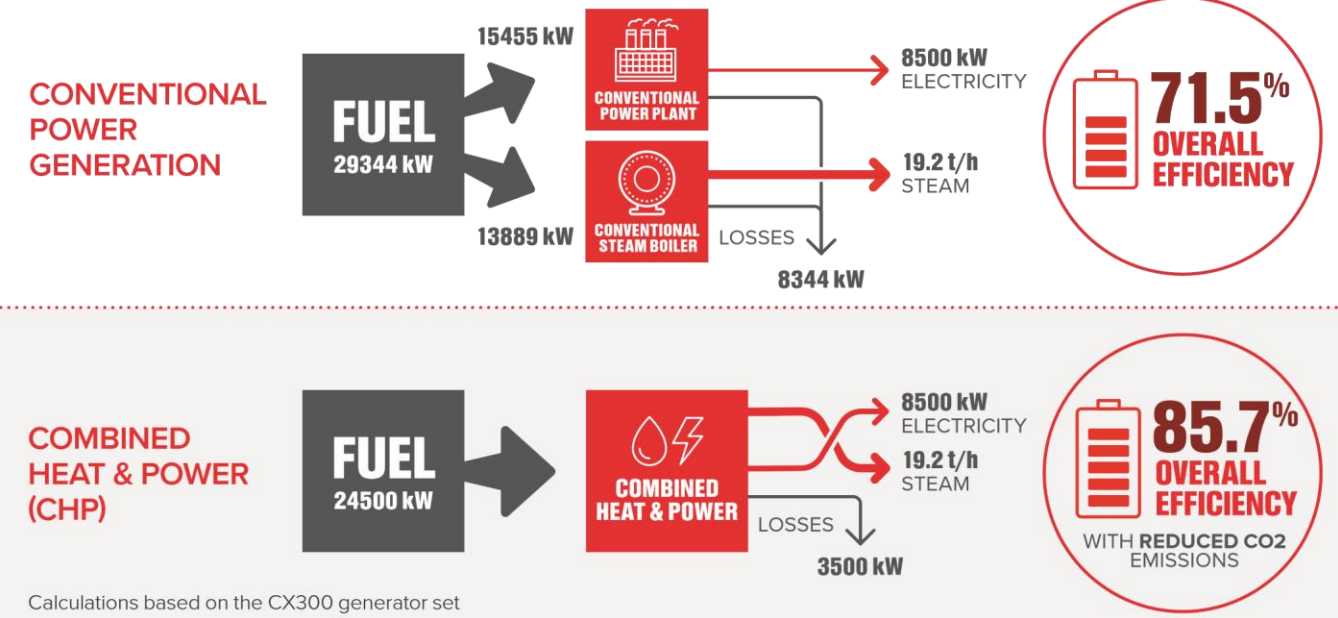 CONVENTIONAL
POWER
GENERATION
FUEL
29344 kW
15455 kW
CONVENTIONAL
POWER PLANT
8500 kW
ELECTRICITY
13889 kW
CONVENTIONAL
STEAM BOILER
19.2 t/h
STEAM
LOSSES
8344 kW
71.5%
OVERALL
EFFICIENCY
COMBINED
HEAT & POWER
(CHP)
FUEL
24500 kW
COMBINED
HEAT & POWER
8500 kW
ELECTRICITY
19.2 t/h
STEAM
LOSSES
3500 kW
85.7%
OVERALL
EFFICIENCY
WITH REDUCED CO2
EMISSIONS
Calculations based on the CX300 generator set